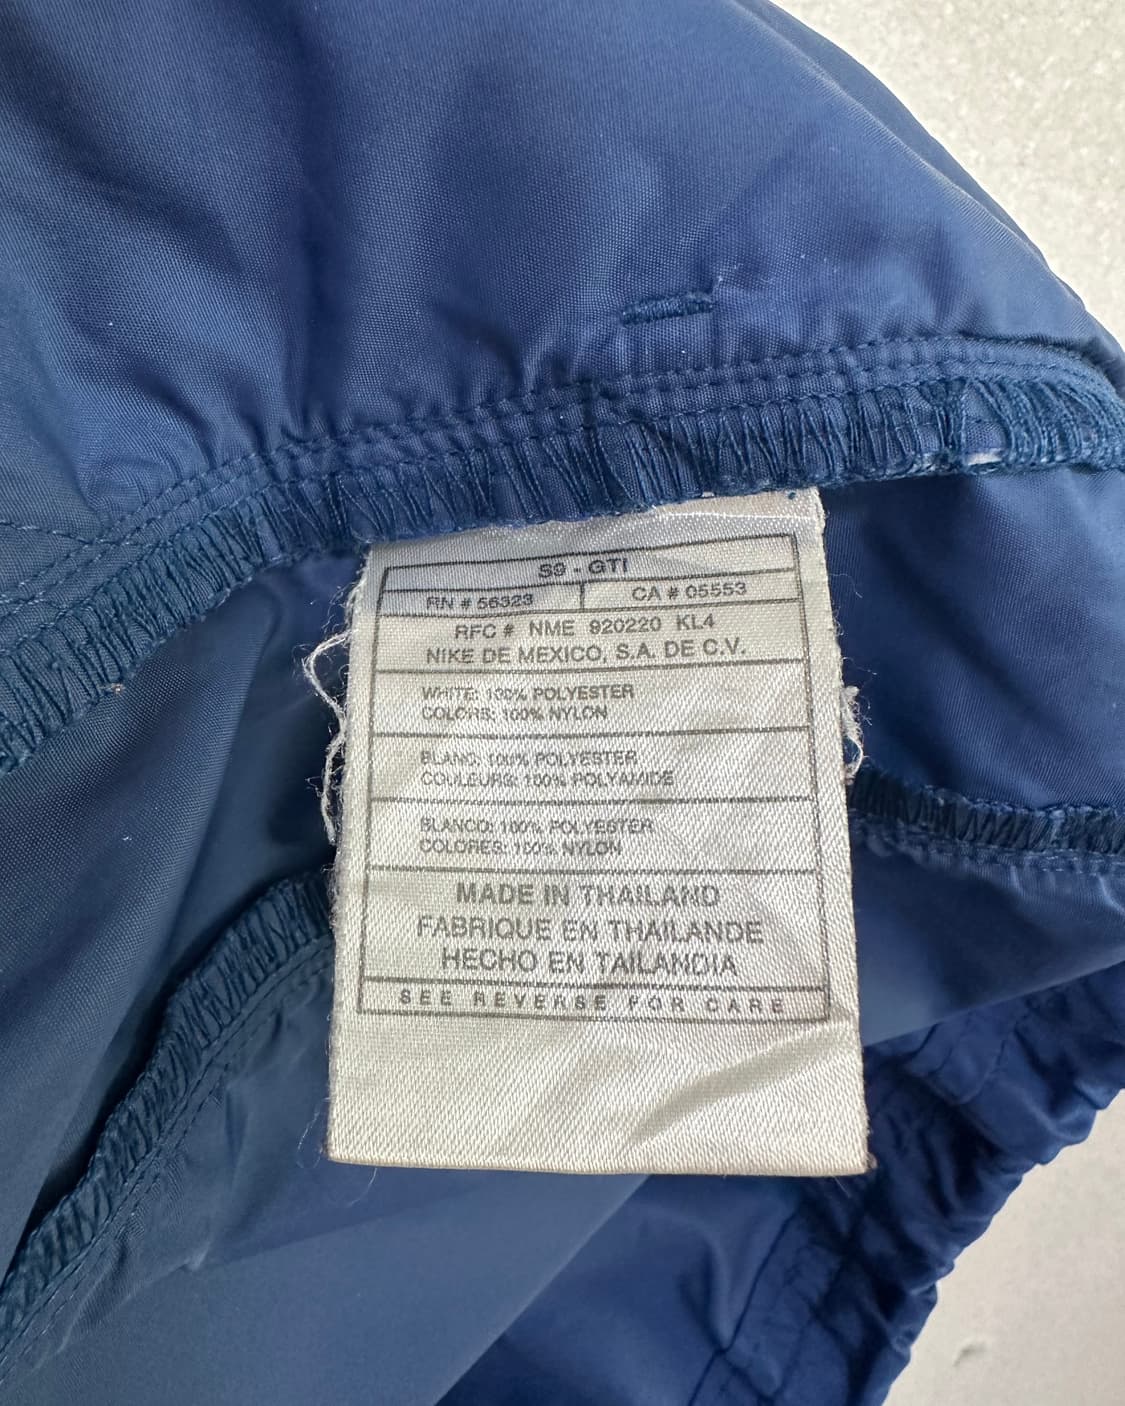 S9 - GTI
RN # 56323 CA # 05553
RFC # NME 920220 KL4
NIKE DE MEXICO, S.A. DE C.V.
WHITE: 100% POLYESTER
COLORS: 100% NYLON
BLANC: 100% POLYESTER
COULEURS: 100% POLYAMIDE
BLANCO: 100% POLYESTER
COLORES: 100% NYLON
MADE IN THAILAND
FABRIQUE EN THAILANDE
HECHO EN TAILANDIA
SEE REVERSE FOR CARE